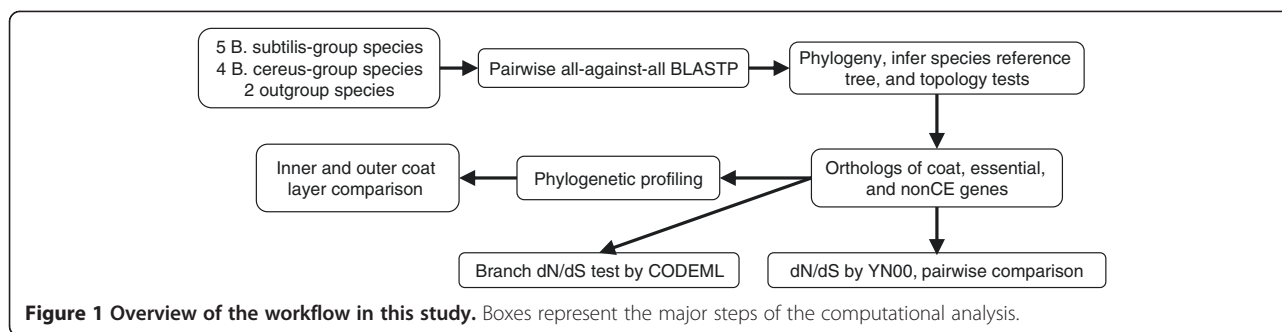 5 B. subtilis-group species
4 B. cereus-group species
2 outgroup species
Pairwise all-against-all BLASTP
Phylogeny, infer species reference
tree, and topology tests
Inner and outer coat
layer comparison
Phylogenetic profiling
Orthologs of coat, essential,
and nonCE genes
Branch dN/dS test by CODEML
dN/dS by YN00, pairwise comparison
Figure 1 Overview of the workflow in this study. Boxes represent the major steps of the computational analysis.